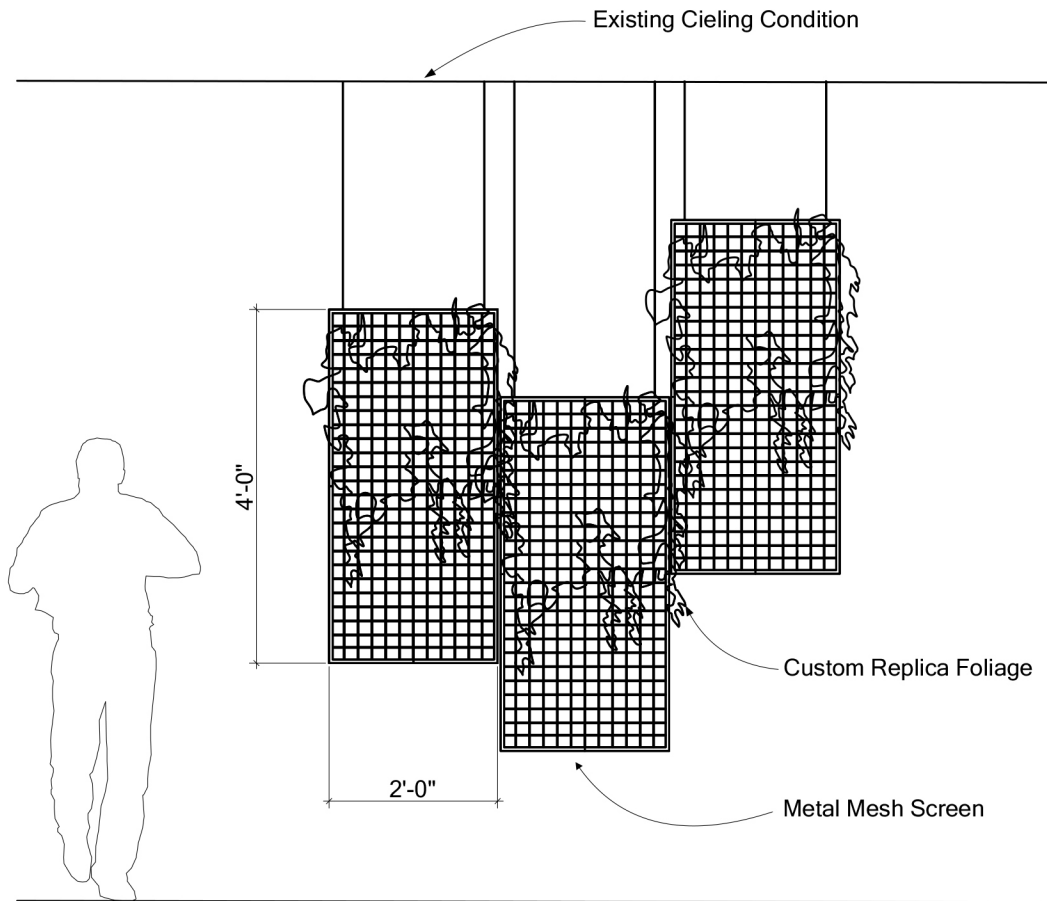 Existing Cieling Condition
4'-0"
Custom Replica Foliage
2'-0"
Metal Mesh Screen